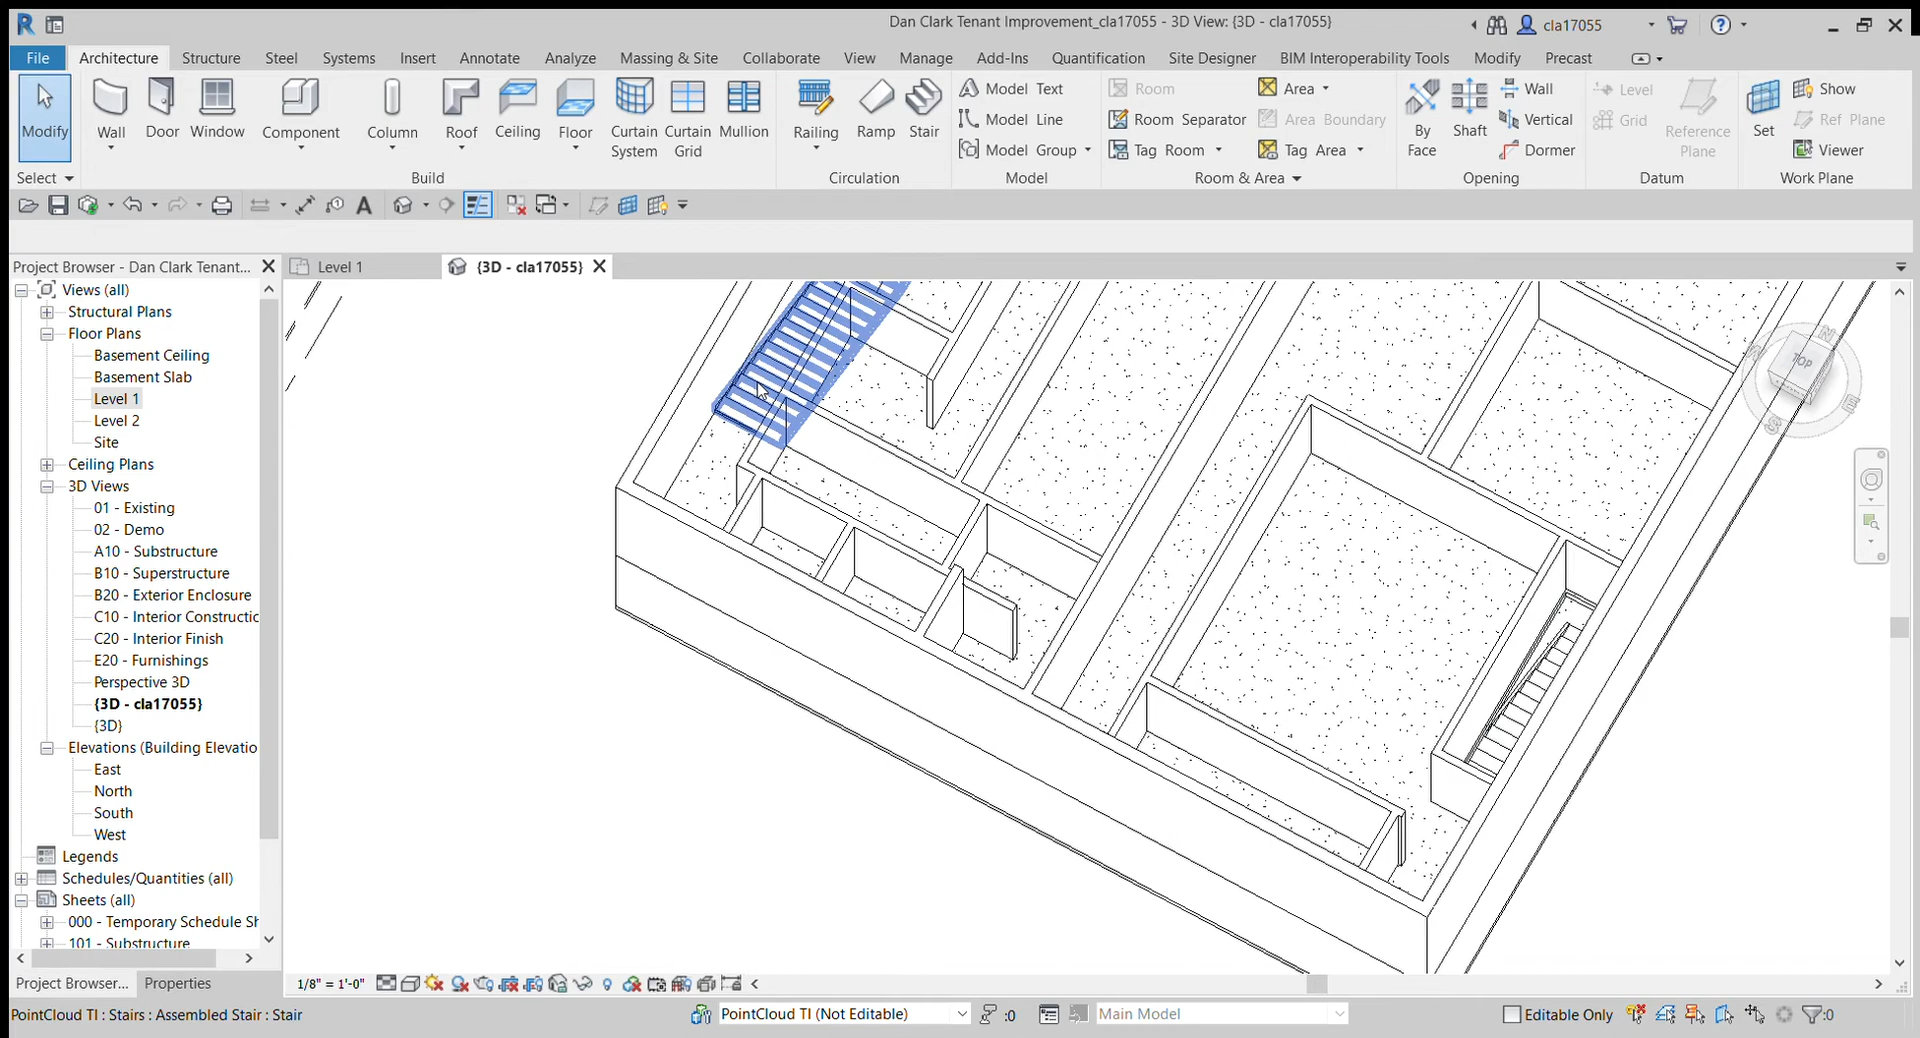 Dan Clark Tenant Improvement_cla17055 - 3D View: {3D - cla17055}
cla17055
File Architecture Structure Steel Systems Insert Annotate Analyze Massing & Site Collaborate View Manage Add-Ins Quantification Site Designer BIM Interoperability Tools Modify Precast
Modify
Wall
Door
Window
Component
Column
Roof
Ceiling
Floor
Curtain System
Curtain Grid
Mullion
Railing
Ramp
Stair
Model Text
Model Line
Model Group
Room
Room Separator
Tag Room
Area
Area Boundary
Tag Area
By Face
Shaft
Wall
Vertical
Dormer
Level
Grid
Reference Plane
Set
Show
Ref Plane
Viewer
Select Build Circulation Model Room & Area Opening Datum Work Plane
Project Browser - Dan Clark Tenant...
Level 1
{3D - cla17055}
Views (all)
Structural Plans
Floor Plans
Basement Ceiling
Basement Slab
Level 1
Level 2
Site
Ceiling Plans
3D Views
01 - Existing
02 - Demo
A10 - Substructure
B10 - Superstructure
B20 - Exterior Enclosure
C10 - Interior Constructic
C20 - Interior Finish
E20 - Furnishings
Perspective 3D
{3D - cla17055}
{3D}
Elevations (Building Elevatio
East
North
South
West
Legends
Schedules/Quantities (all)
Sheets (all)
000 - Temporary Schedule Sh
101 - Substructure
TOP
N
W
E
S
Project Browser... Properties
1/8" = 1'-0"
PointCloud TI : Stairs : Assembled Stair : Stair
PointCloud TI (Not Editable)
:0
Main Model
Editable Only
:0